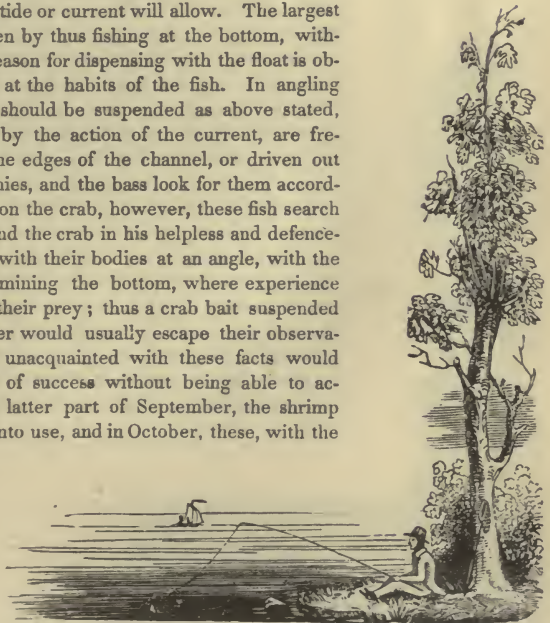 tide or current will allow. The largest
en by thus fishing at the bottom, with-
eason for dispensing with the float is ob-
at the habits of the fish. In angling
should be suspended as above stated,
by the action of the current, are fre-
ne edges of the channel, or driven out
nies, and the bass look for them accord-
on the crab, however, these fish search
nd the crab in his helpless and defence-
with their bodies at an angle, with the
mining the bottom, where experience
their prey; thus a crab bait suspended
er would usually escape their observa-
unacquainted with these facts would
of success without being able to ac-
latter part of September, the shrimp
nto use, and in October, these, with the